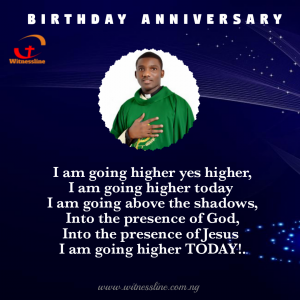 BIRTHDAY ANNIVERSARY
Witnessline
I am going higher yes higher,
I am going higher today
I am going above the shadows,
Into the presence of God,
Into the presence of Jesus
I am going higher TODAY!.
www.witnessline.com.ng